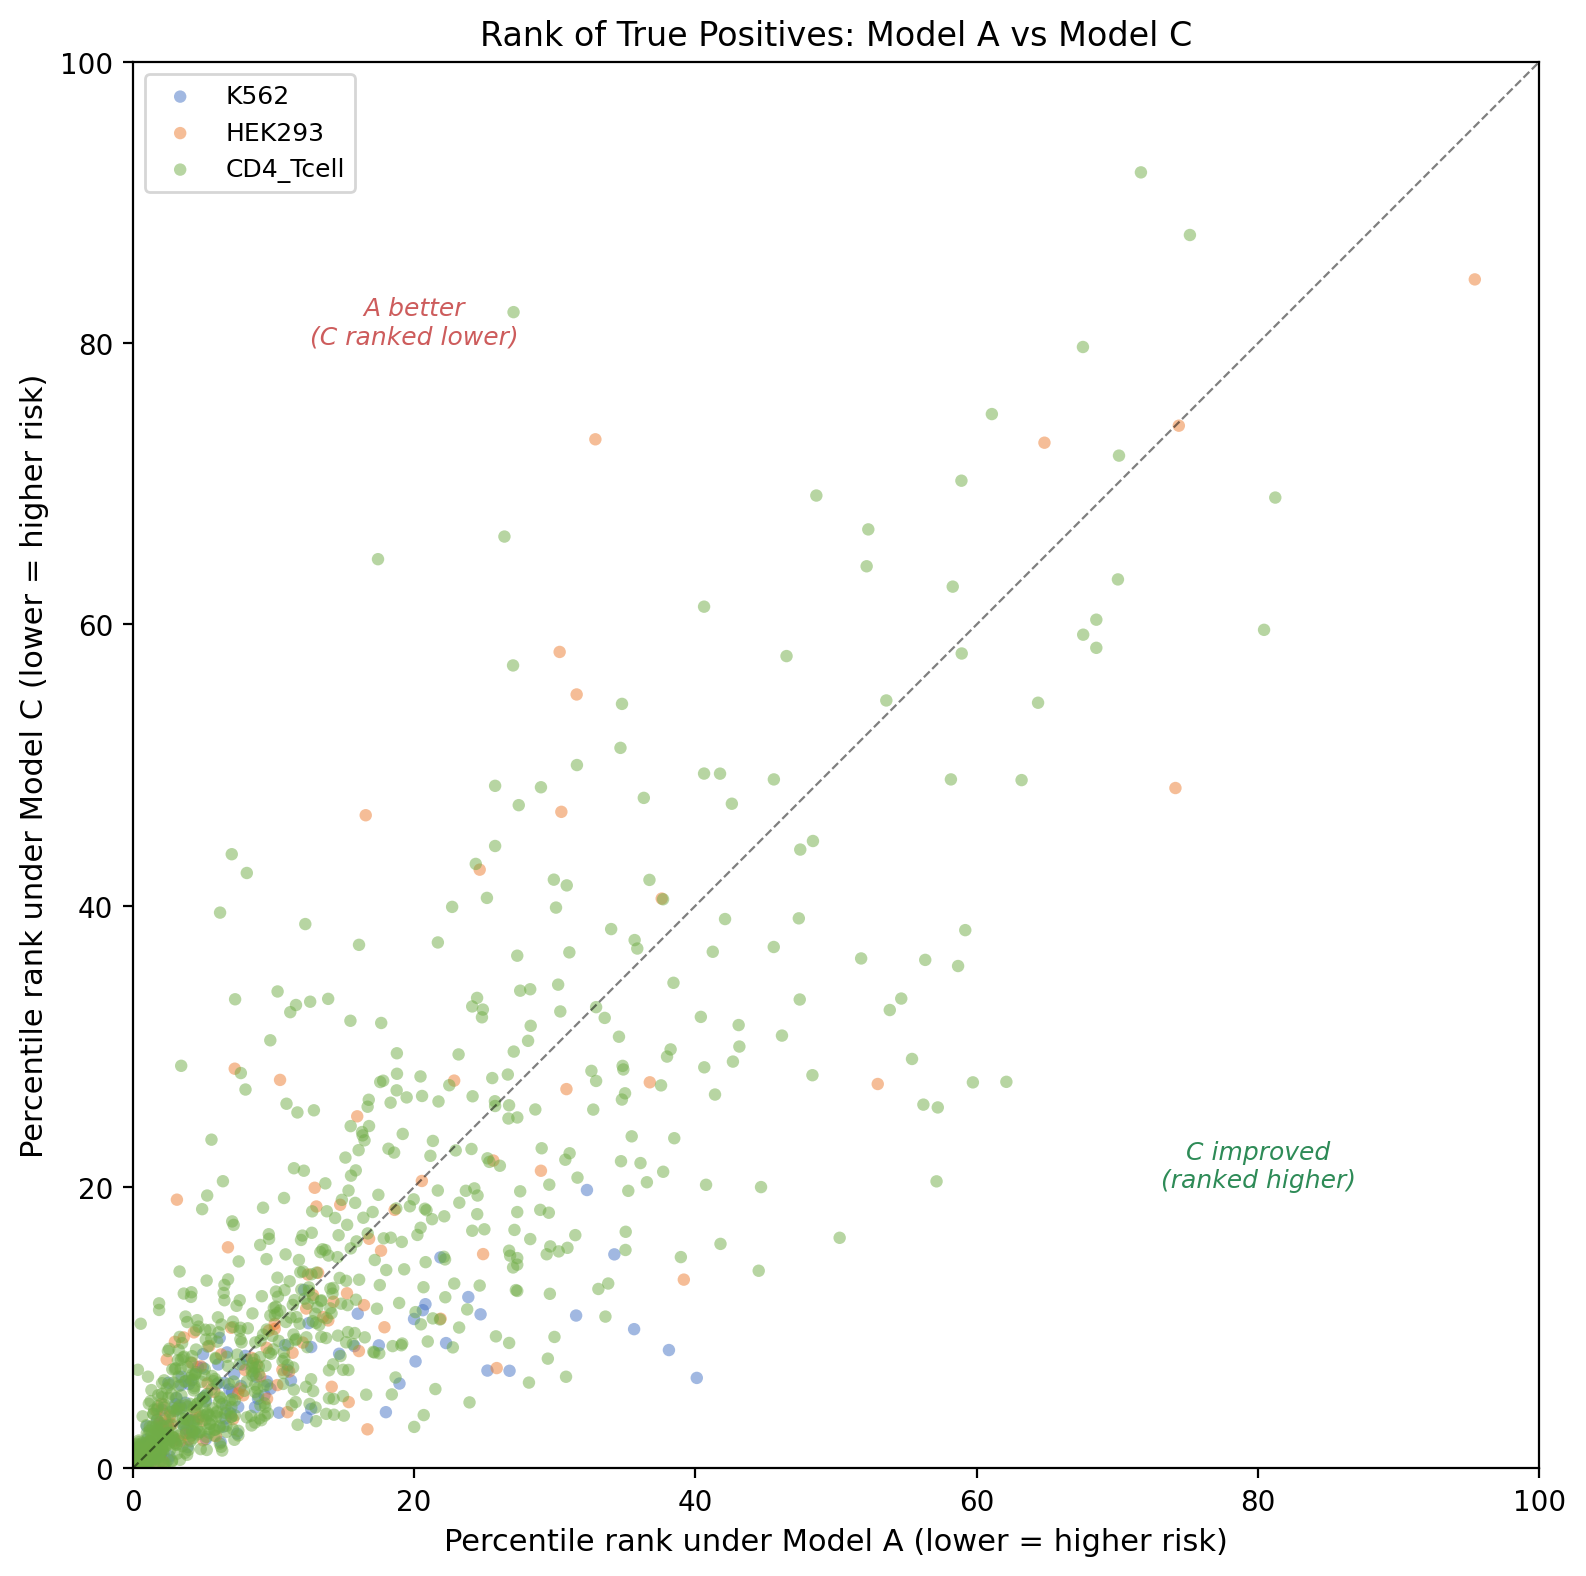 Rank of True Positives: Model A vs Model C
100
80
60
40
20
0
Percentile rank under Model C (lower = higher risk)
K562
HEK293
CD4_Tcell
A better
(C ranked lower)
C improved
(ranked higher)
0
20
40
60
80
100
Percentile rank under Model A (lower = higher risk)